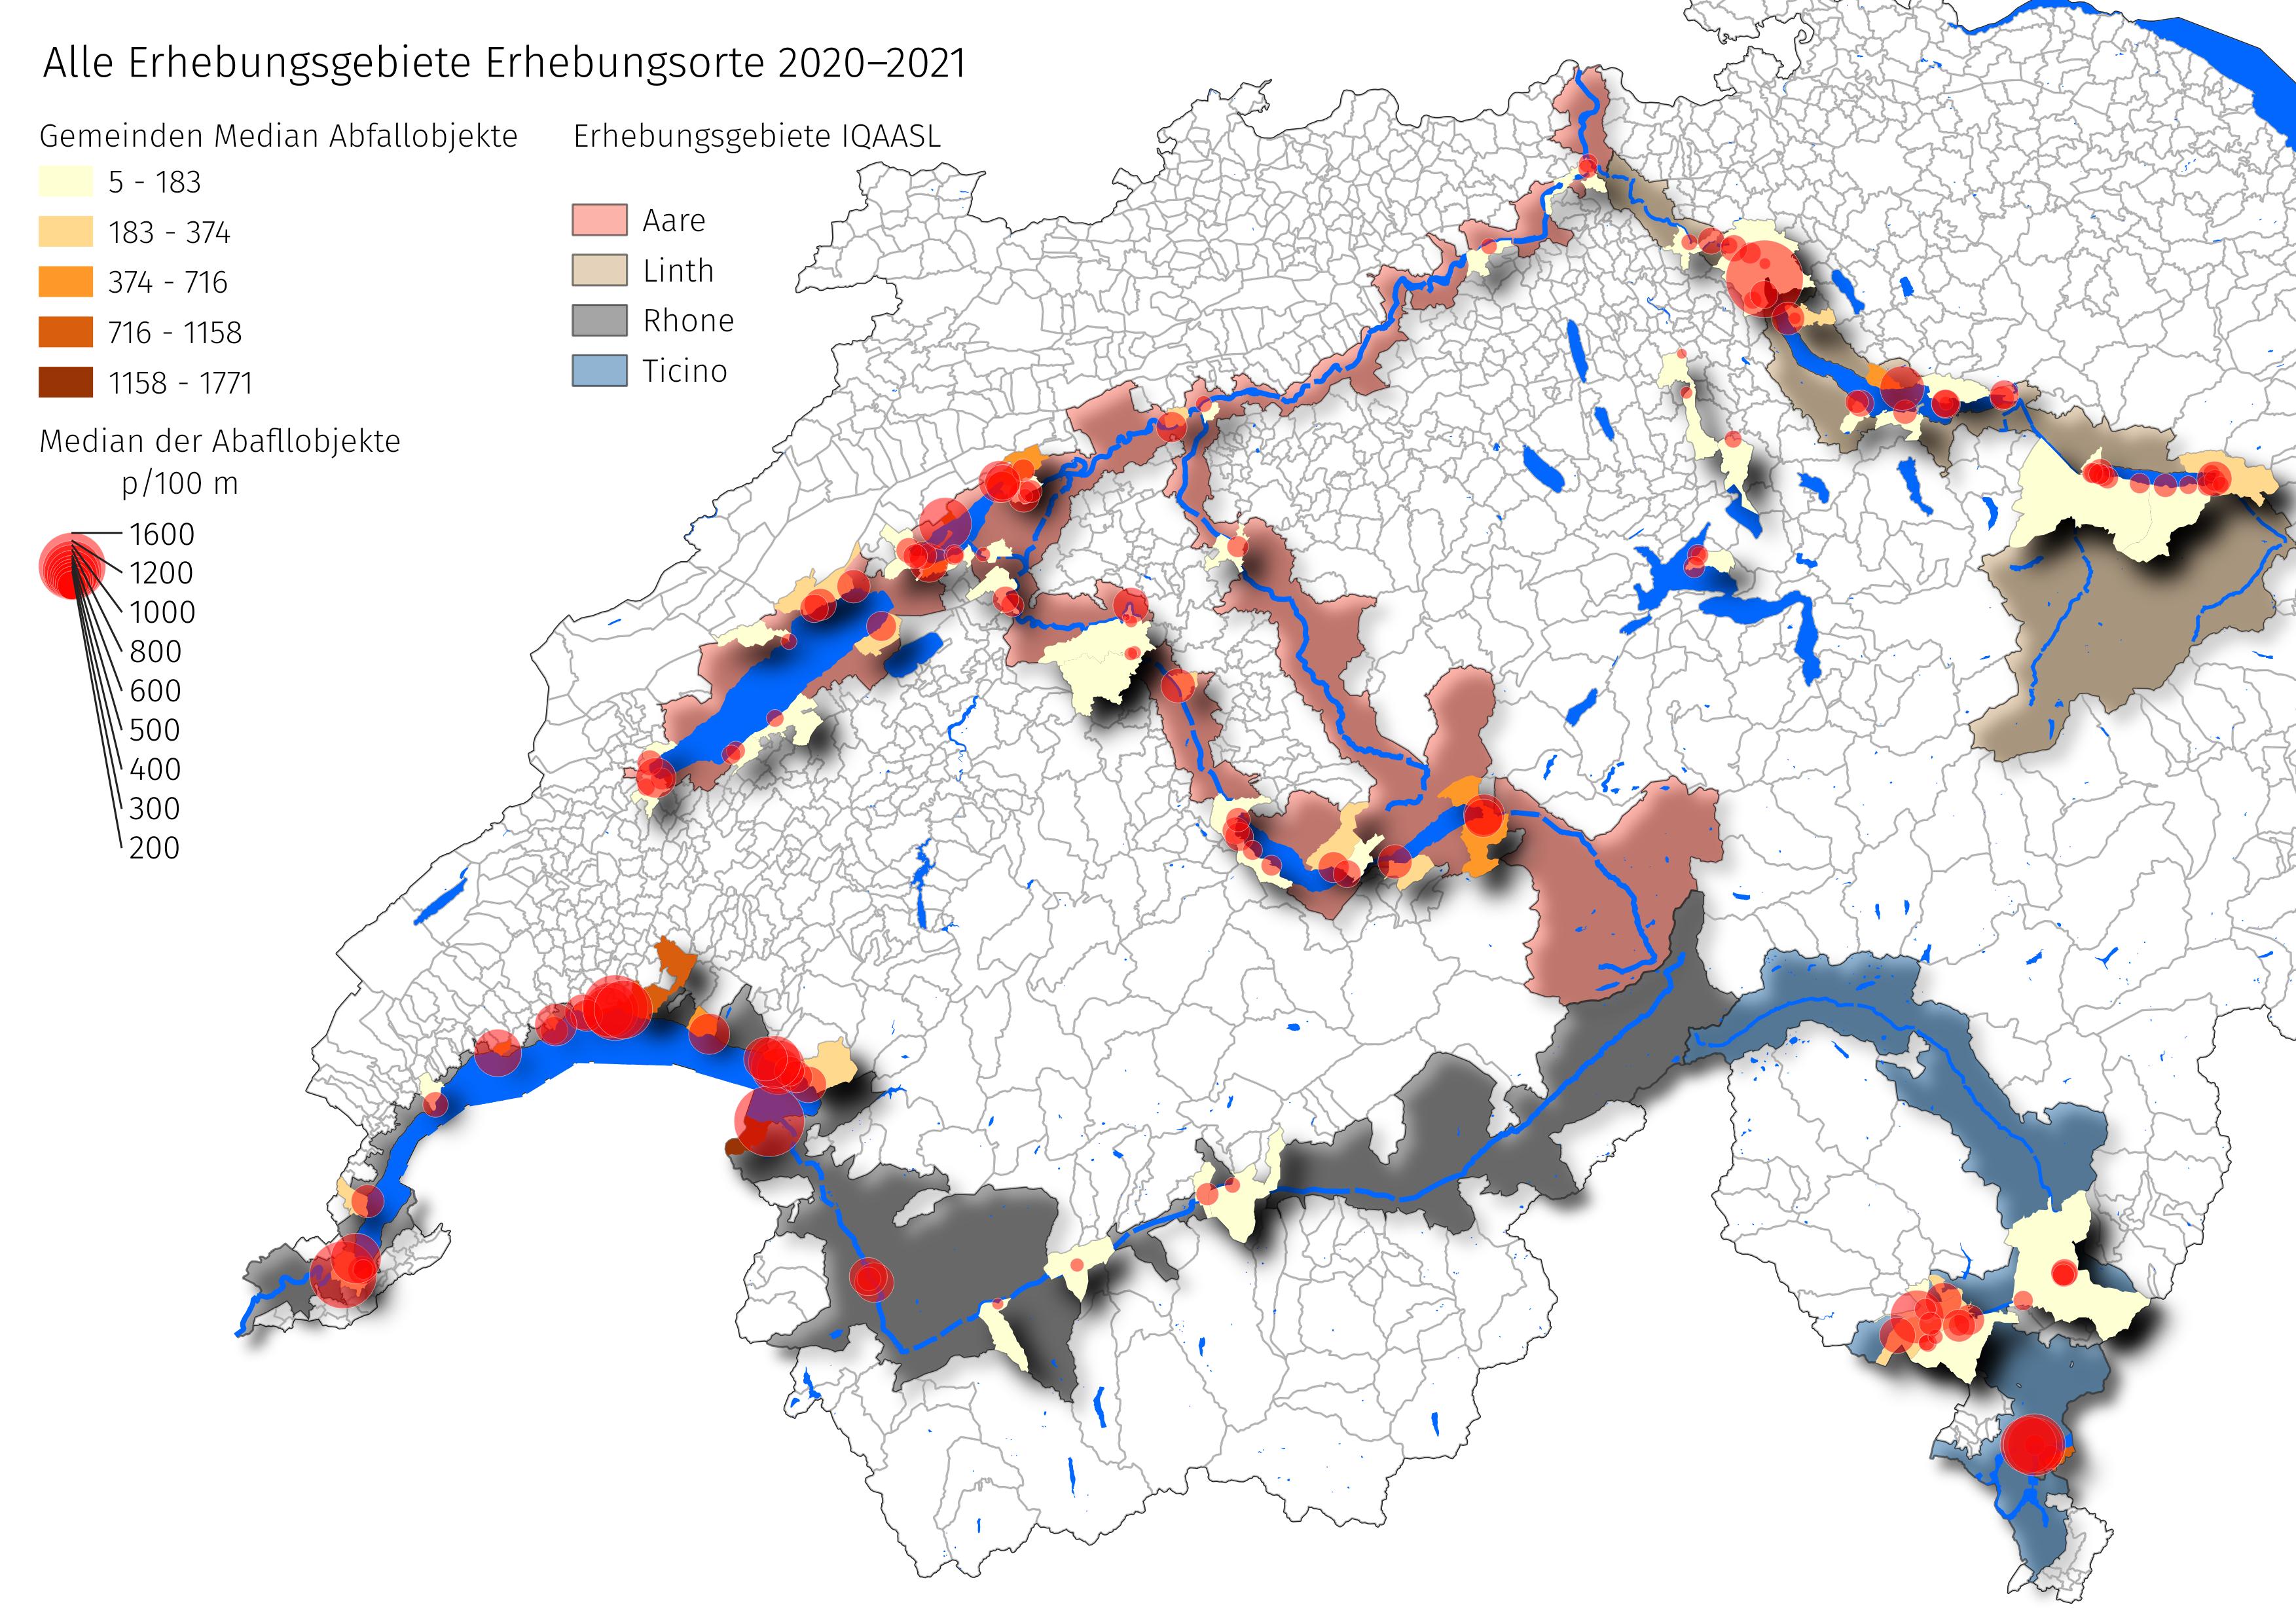 Alle Erhebungsgebiete Erhebungsorte 2020–2021
Gemeinden Median Abfallobjekte
5 - 183
183 - 374
374 - 716
716 - 1158
1158 - 1771
Erhebungsgebiete IQAASL
Aare
Linth
Rhone
Ticino
Median der Abafllobjekte
p/100 m
1600
1200
1000
800
600
500
400
300
200